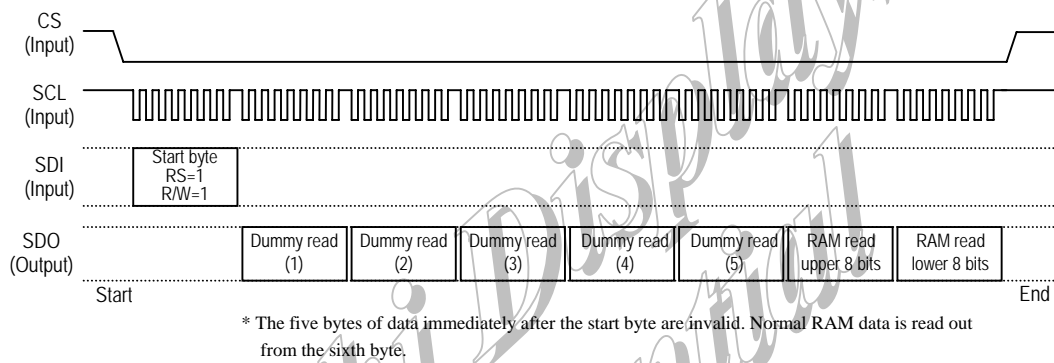 CS
(Input)
SCL
(Input)
SDI
(Input)
Start byte
RS=1
R/W=1
SDO
(Output)
Dummy read
(1)
Dummy read
(2)
Dummy read
(3)
Dummy read
(4)
Dummy read
(5)
RAM read
upper 8 bits
RAM read
lower 8 bits
Start
End
* The five bytes of data immediately after the start byte are invalid. Normal RAM data is read out
from the sixth byte.
Display